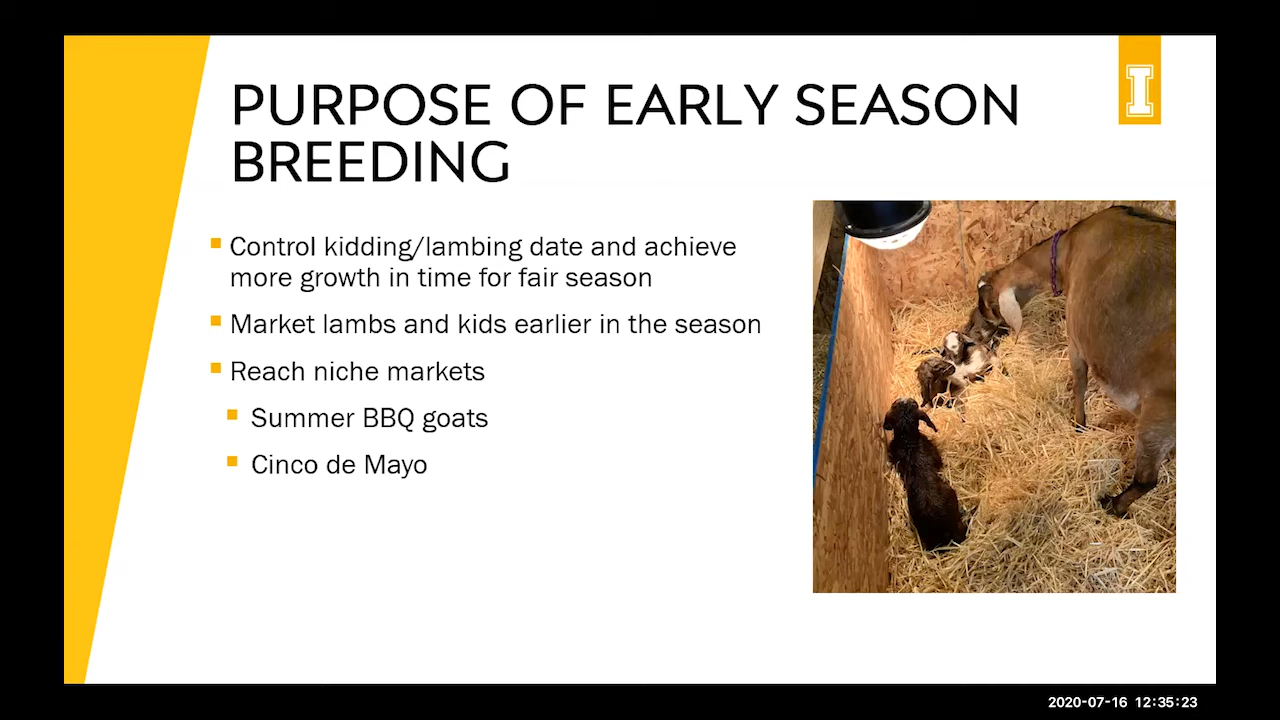 PURPOSE OF EARLY SEASON
BREEDING
I
Control kidding/lambing date and achieve
more growth in time for fair season
Market lambs and kids earlier in the season
Reach niche markets
Summer BBQ goats
Cinco de Mayo
2020-07-16 12:35:23